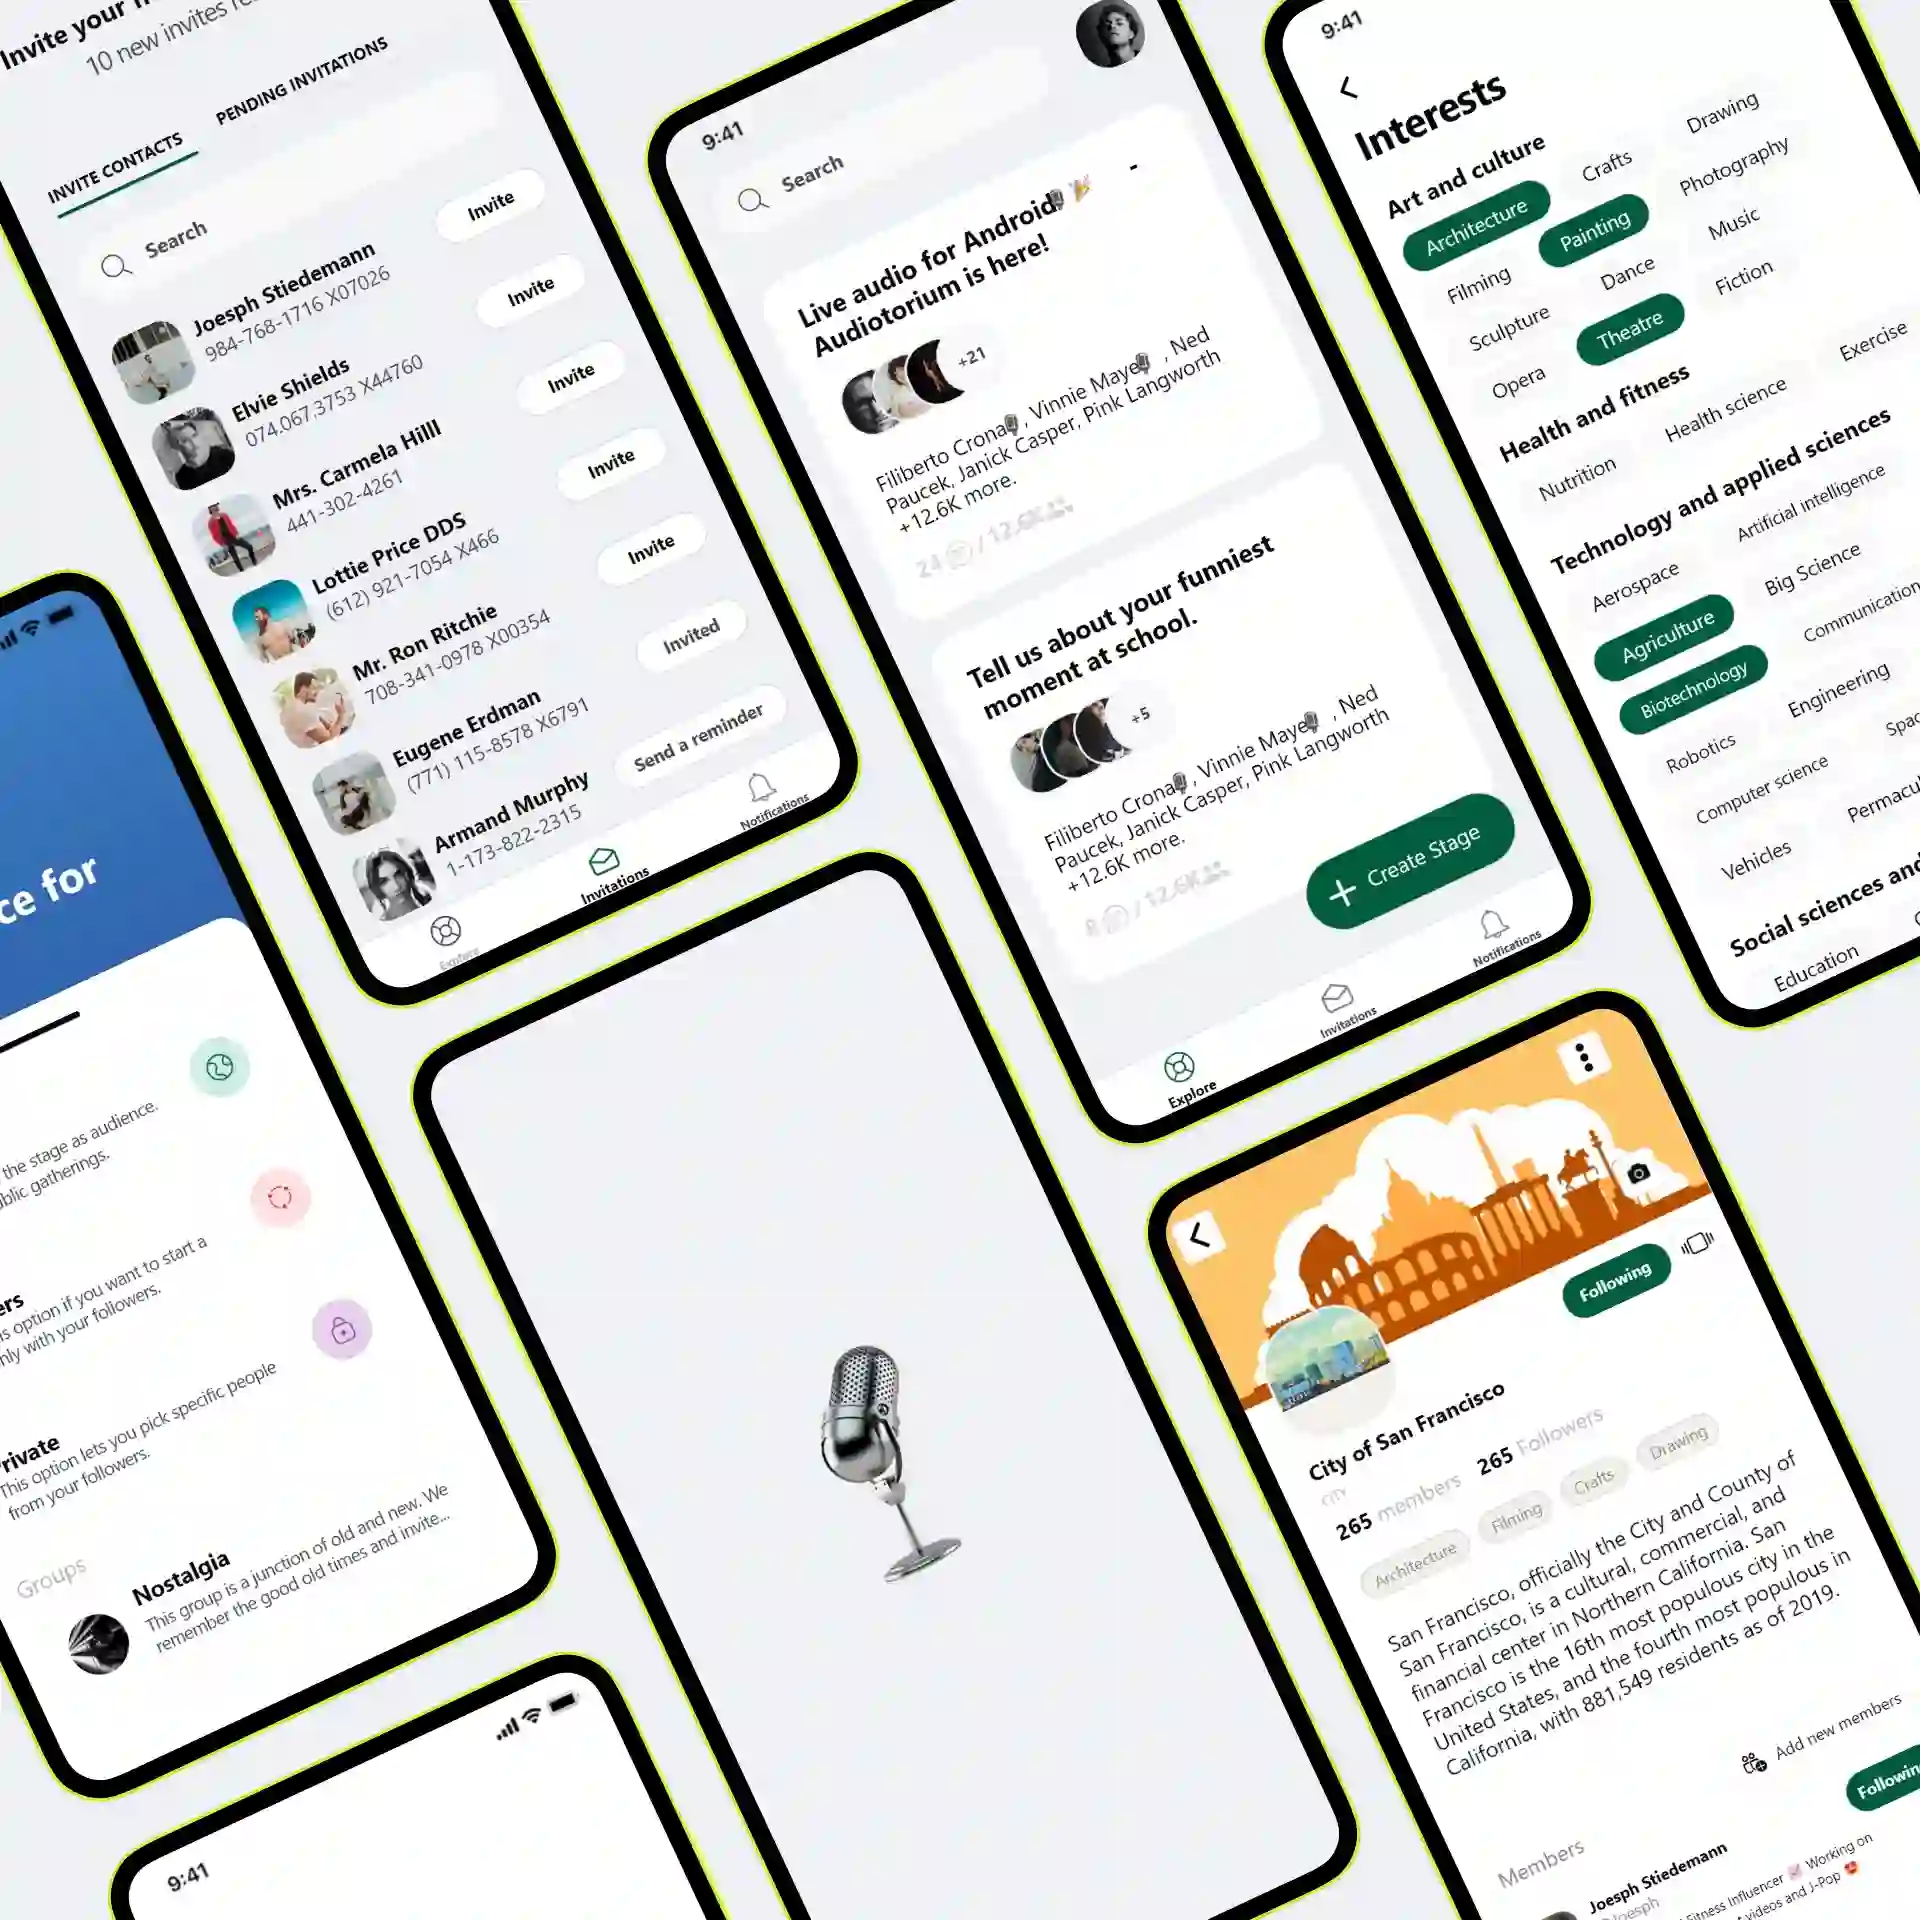 Invite your
10 new invites
INVITE CONTACTS
PENDING INVITATIONS
Search
Joesph Stiedemann
984-768-1716 X07026
Invite
Elvie Shields
074.067.3753 X44760
Invite
Mrs. Carmela Hilll
441-302-4261
Invite
Lottie Price DDS
(612) 921-7054 X466
Invite
Mr. Ron Ritchie
708-341-0978 X00354
Invite
Eugene Erdman
(771) 115-8578 X6791
Invited
Armand Murphy
1-173-822-2315
Send a reminder
Explore
Invitations
Notifications
9:41
Search
Live audio for Android
Audiotorium is here!
+21
Filiberto Crona, Vinnie Maye, Ned
Paucek, Janick Casper, Pink Langworth
+12.6K more.
24 / 12.6K
Tell us about your funniest
moment at school.
+5
Filiberto Crona, Vinnie Maye, Ned
Paucek, Janick Casper, Pink Langworth
+12.6K more.
8 / 12.6K
+ Create Stage
Explore
Invitations
Notifications
9:41
Interests
Art and culture
Architecture
Crafts
Drawing
Filming
Painting
Photography
Sculpture
Dance
Music
Opera
Theatre
Fiction
Health and fitness
Nutrition
Health science
Exercise
Technology and applied sciences
Aerospace
Artificial intelligence
Agriculture
Big Science
Biotechnology
Communication
Robotics
Engineering
Computer science
Vehicles
Social sciences and
Education
ce for
the stage as audience.
blic gatherings.
ers
s option if you want to start a
nly with your followers.
rivate
This option lets you pick specific people
from your followers.
Groups
Nostalgia
This group is a junction of old and new. We
remember the good old times and invite...
9:41
Following
City of San Francisco
CITY
265 members
265 Followers
Architecture
Filming
Crafts
Drawing
San Francisco, officially the City and County of
San Francisco, is a cultural, commercial, and
financial center in Northern California. San
Francisco is the 16th most populous city in the
United States, and the fourth most populous in
California, with 881,549 residents as of 2019.
Add new members
Members
Following
Joesph Stiedemann
@Joesph
Fitness Influencer Working on
videos and J-Pop